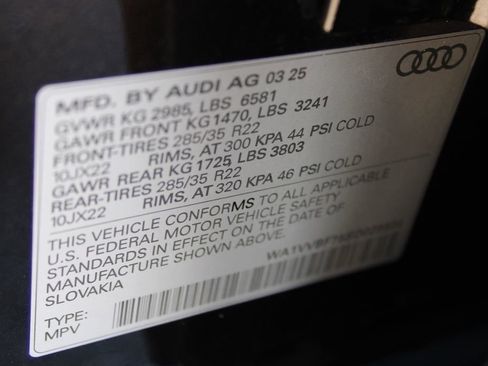 MFD. BY AUDI AG 03 25
GVWR KG 2985, LBS 6581
GAWR FRONT KG1470, LBS 3241
FRONT-TIRES 285/35 R22
10JX22 RIMS, AT 300 KPA 44 PSI COLD
GAWR REAR KG 1725, LBS 3803
REAR-TIRES 285/35 R22
10JX22 RIMS, AT 320 KPA 46 PSI COLD
THIS VEHICLE CONFORMS TO ALL APPLICABLE
U.S. FEDERAL MOTOR VEHICLE SAFETY
STANDARDS IN EFFECT ON THE DATE OF
MANUFACTURE SHOWN ABOVE.
SLOVAKIA
TYPE:
MPV